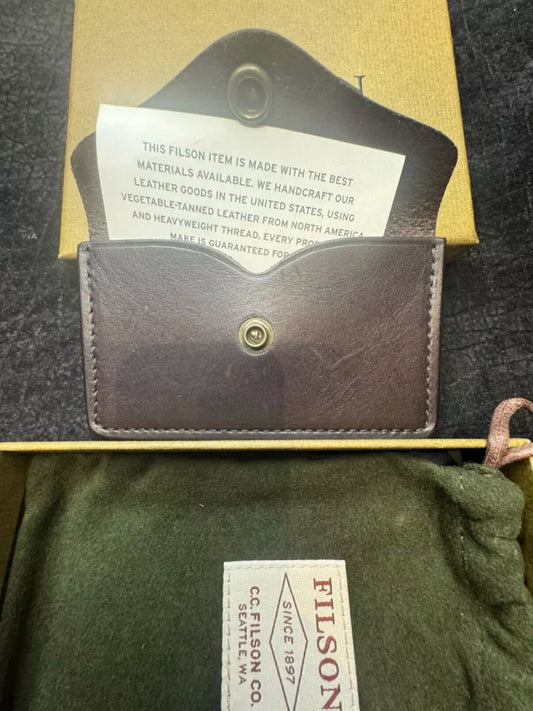 THIS FILSON ITEM IS MADE WITH THE BEST
MATERIALS AVAILABLE. WE HANDCRAFT OUR
LEATHER GOODS IN THE UNITED STATES, USING
VEGETABLE-TANNED LEATHER FROM NORTH AMERICA
AND HEAVYWEIGHT THREAD. EVERY
MAKE IS GUARANTEED FOR
FILSON
SINCE 1897
C.C. FILSON CO.
SEATTLE, WA